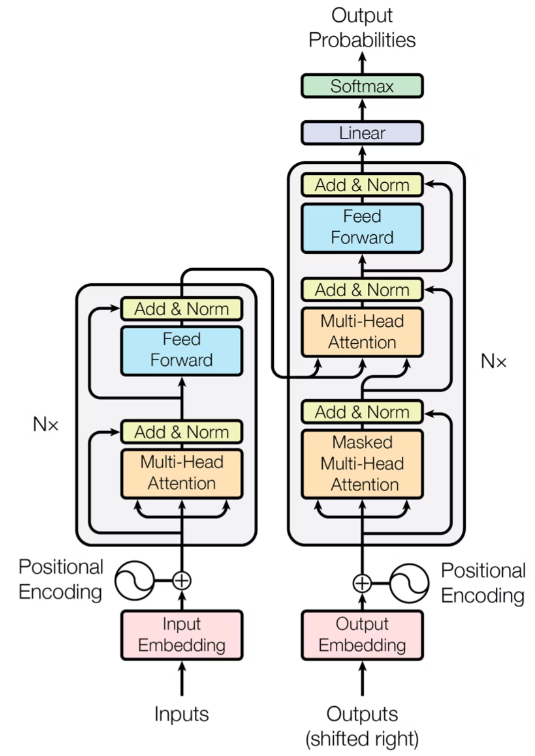 Output
Probabilities
Softmax
Linear
Add & Norm
Feed
Forward
Add & Norm
Multi-Head
Attention
Add & Norm
Masked
Multi-Head
Attention
N×
Positional
Encoding
Output
Embedding
Outputs
(shifted right)
Add & Norm
Feed
Forward
Add & Norm
Multi-Head
Attention
N×
Positional
Encoding
Input
Embedding
Inputs